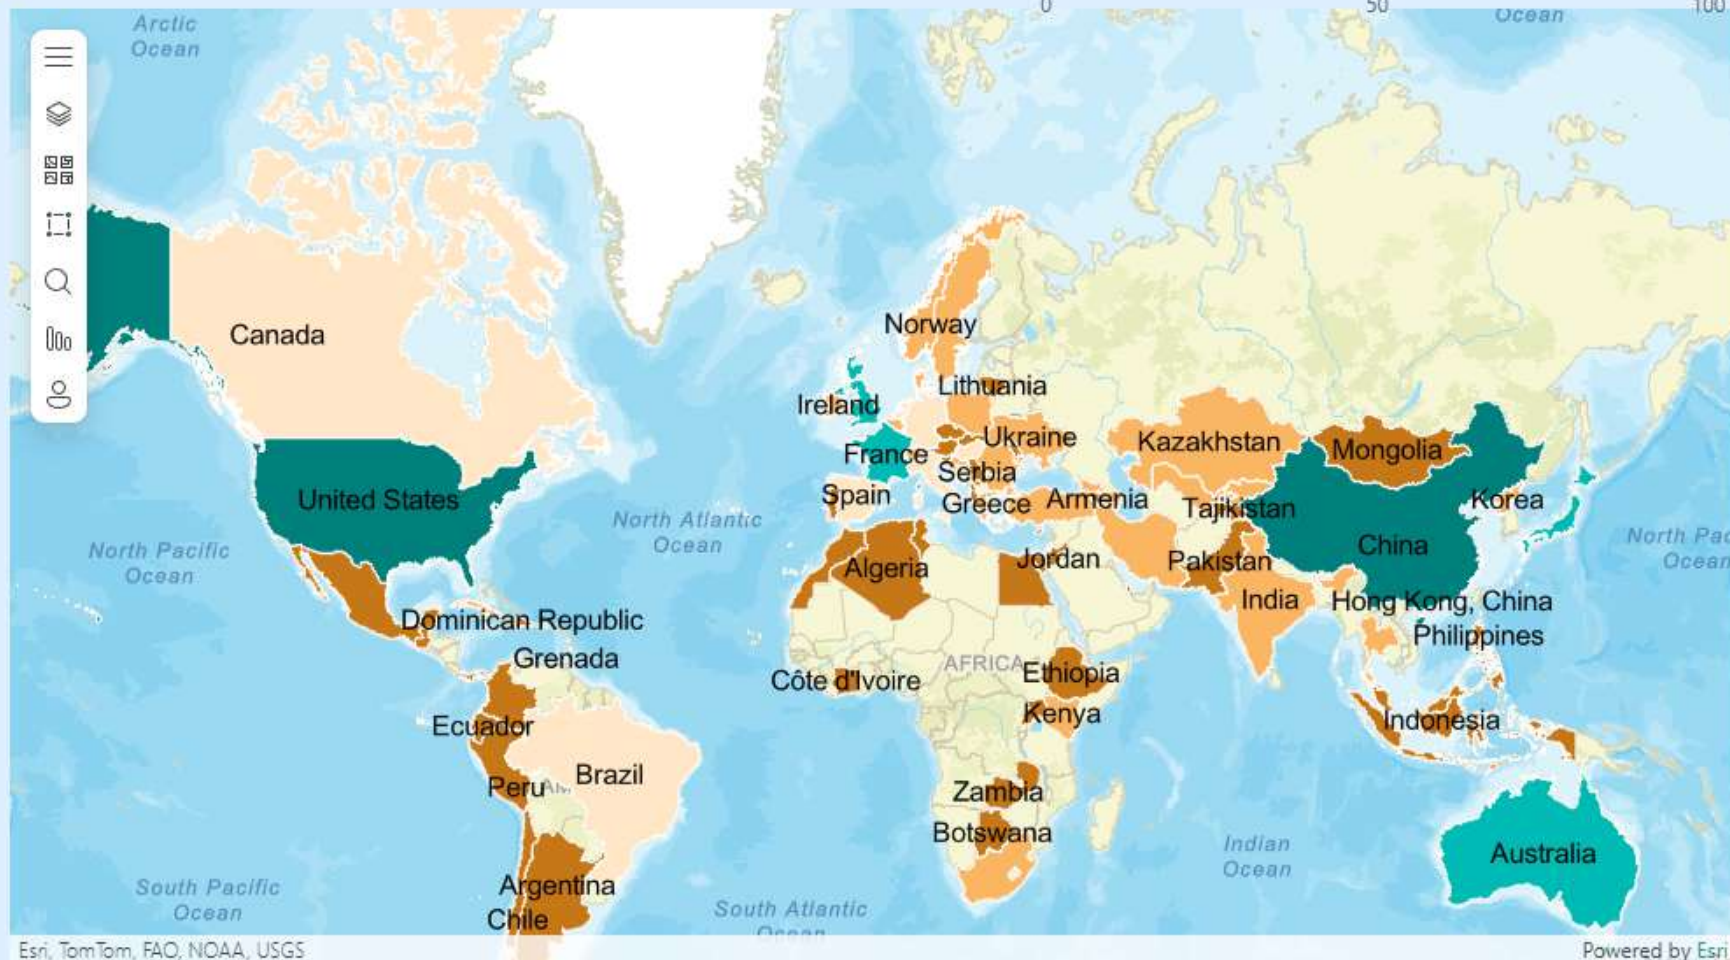 0
50
100
Arctic
Ocean
Ocean
Canada
Norway
Lithuania
Ireland
Ukraine
France
Kazakhstan
Mongolia
Serbia
United States
Spain
Greece
Armenia
Tajikistan
Korea
North Atlantic
Ocean
North Pacific
Ocean
North Pac
Ocean
China
Algeria
Jordan
Pakistan
India
Hong Kong, China
Dominican Republic
Philippines
Grenada
AFRICA
Côte d'Ivoire
Ethiopia
Ecuador
Kenya
Indonesia
Brazil
Peru
AM
Zambia
Botswana
Indian
Ocean
Australia
Argentina
Chile
South Pacific
Ocean
South Atlantic
Ocean
Esri, TomTom, FAO, NOAA, USGS
Powered by Esri